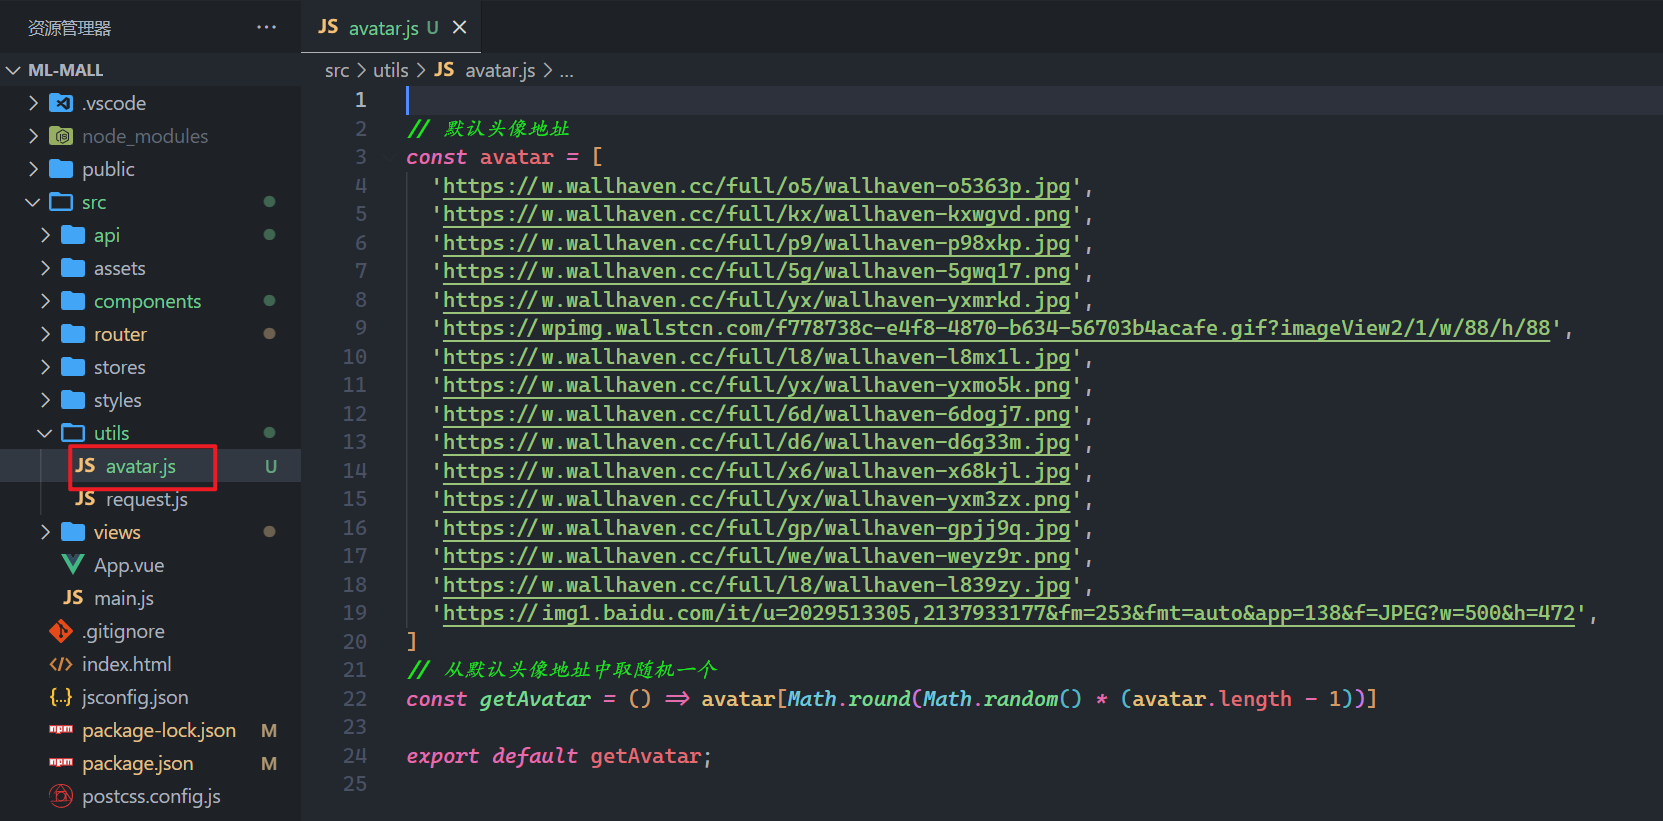 资源管理器 ···
JS avatar.js U
ML-MALL
src > utils > JS avatar.js > ...
.vscode
node_modules
public
src
api
assets
components
router
stores
styles
utils
JS avatar.js U
JS request.js
views
App.vue
JS main.js
.gitignore
index.html
jsconfig.json
package-lock.json M
package.json M
postcss.config.js
1
2 // 默认头像地址
3 const avatar = [
4 'https://w.wallhaven.cc/full/o5/wallhaven-o5363p.jpg',
5 'https://w.wallhaven.cc/full/kx/wallhaven-kxwgvd.png',
6 'https://w.wallhaven.cc/full/p9/wallhaven-p98xkp.jpg',
7 'https://w.wallhaven.cc/full/5g/wallhaven-5gwq17.png',
8 'https://w.wallhaven.cc/full/yx/wallhaven-yxmrkd.jpg',
9 'https://wpimg.wallstcn.com/f778738c-e4f8-4870-b634-56703b4acafe.gif?imageView2/1/w/88/h/88',
10 'https://w.wallhaven.cc/full/l8/wallhaven-l8mx1l.jpg',
11 'https://w.wallhaven.cc/full/yx/wallhaven-yxmo5k.png',
12 'https://w.wallhaven.cc/full/6d/wallhaven-6dogj7.png',
13 'https://w.wallhaven.cc/full/d6/wallhaven-d6g33m.jpg',
14 'https://w.wallhaven.cc/full/x6/wallhaven-x68kjl.jpg',
15 'https://w.wallhaven.cc/full/yx/wallhaven-yxm3zx.png',
16 'https://w.wallhaven.cc/full/gp/wallhaven-gpjj9q.jpg',
17 'https://w.wallhaven.cc/full/we/wallhaven-weyz9r.png',
18 'https://w.wallhaven.cc/full/l8/wallhaven-l839zy.jpg',
19 'https://img1.baidu.com/it/u=2029513305,2137933177&fm=253&fmt=auto&app=138&f=JPEG?w=500&h=472',
20 ]
21 // 从默认头像地址中取随机一个
22 const getAvatar = () => avatar[Math.round(Math.random() * (avatar.length - 1))]
23
24 export default getAvatar;
25